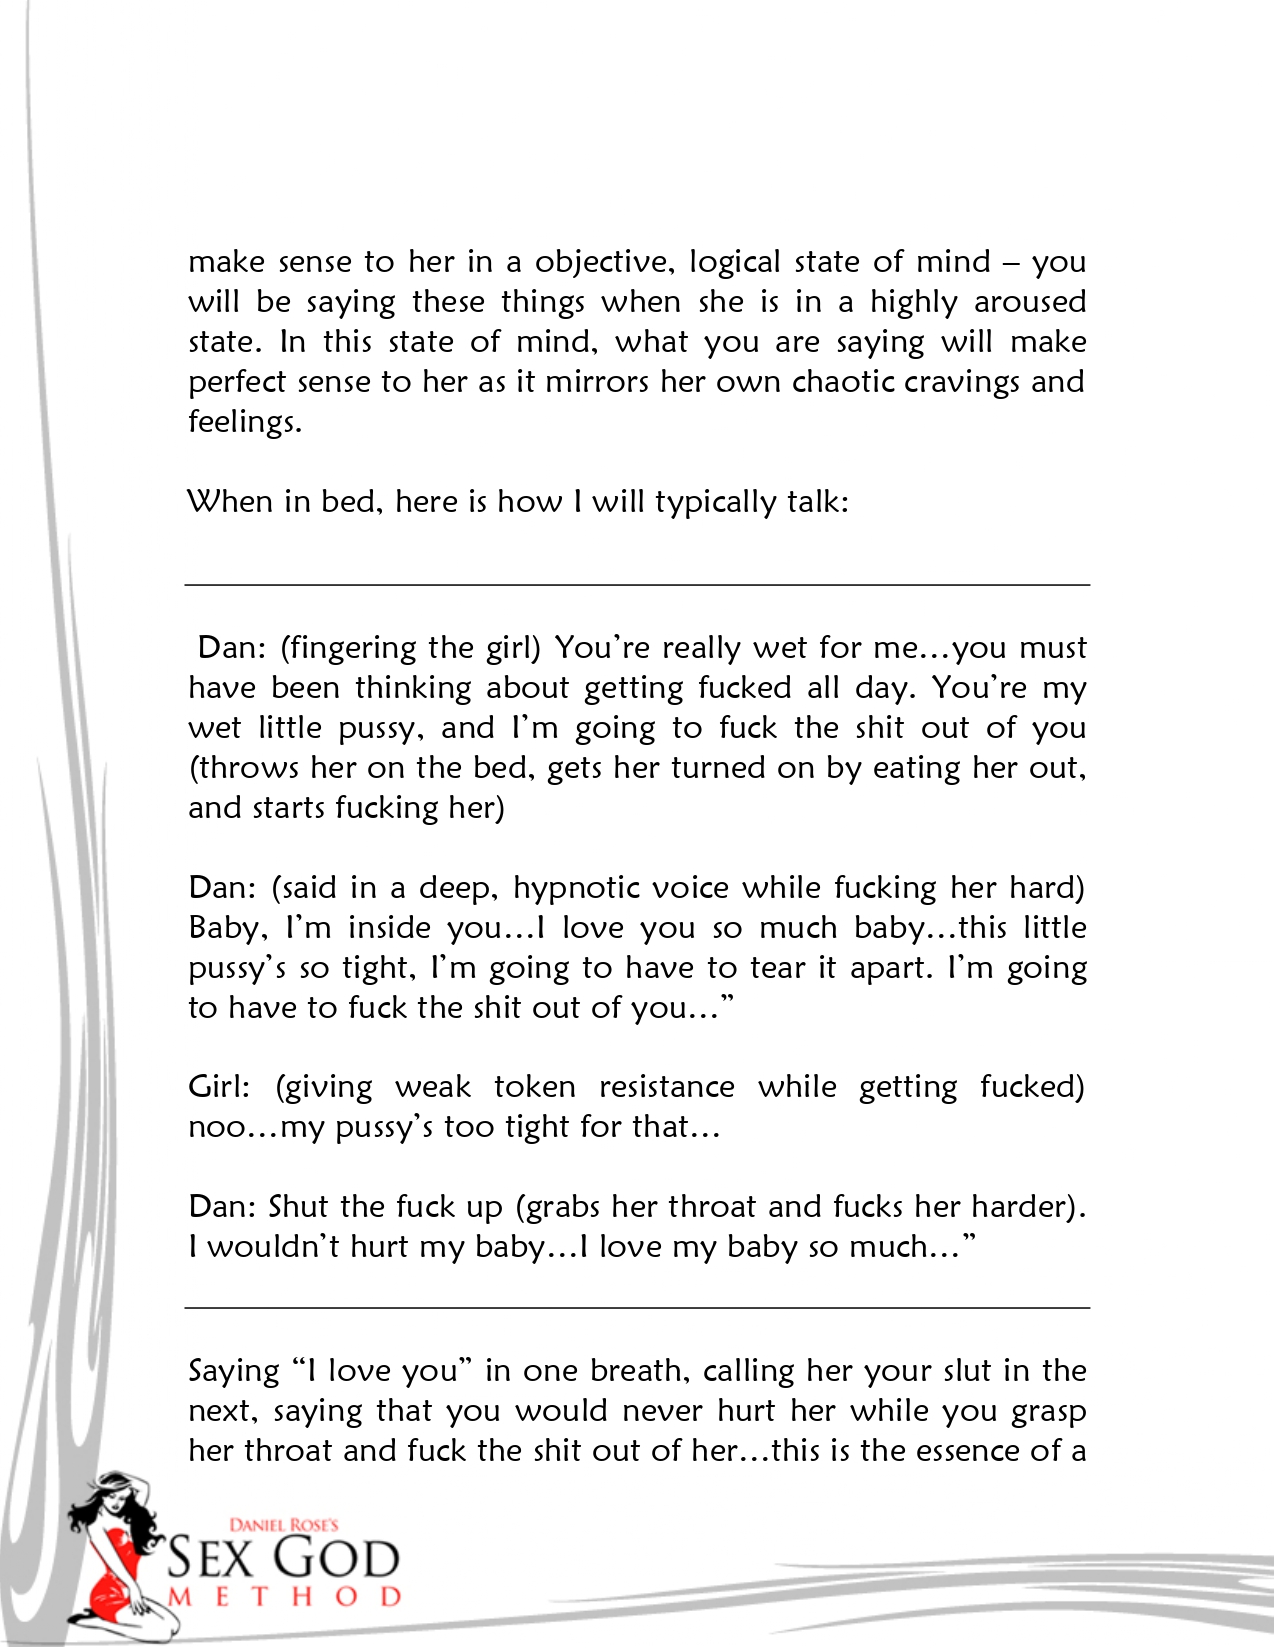 make sense to her in a objective, logical state of mind – you
will be saying these things when she is in a highly aroused
state. In this state of mind, what you are saying will make
perfect sense to her as it mirrors her own chaotic cravings and
feelings.
When in bed, here is how I will typically talk:
Dan: (fingering the girl) You’re really wet for me…you must
have been thinking about getting fucked all day. You’re my
wet little pussy, and I’m going to fuck the shit out of you
(throws her on the bed, gets her turned on by eating her out,
and starts fucking her)
Dan: (said in a deep, hypnotic voice while fucking her hard)
Baby, I’m inside you…I love you so much baby…this little
pussy’s so tight, I’m going to have to tear it apart. I’m going
to have to fuck the shit out of you…”
Girl: (giving weak token resistance while getting fucked)
noo…my pussy’s too tight for that…
Dan: Shut the fuck up (grabs her throat and fucks her harder).
I wouldn’t hurt my baby…I love my baby so much…”
Saying “I love you” in one breath, calling her your slut in the
next, saying that you would never hurt her while you grasp
her throat and fuck the shit out of her…this is the essence of a
DANIEL ROSE’S
SEX GOD
METHOD